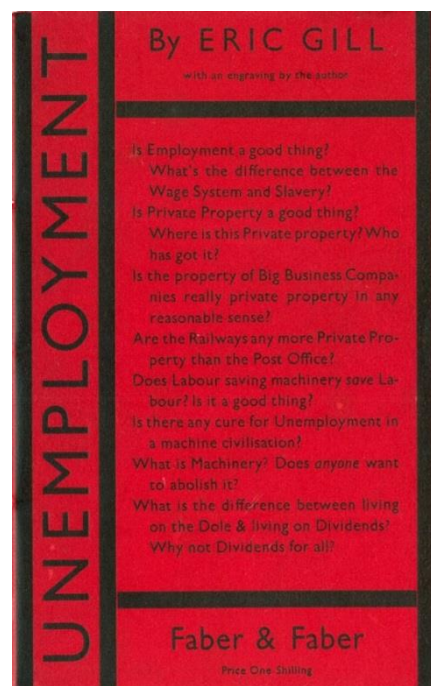 UNEMPLOYMENT
By ERIC GILL
with an engraving by the author
Is Employment a good thing?
What's the difference between the
Wage System and Slavery?
Is Private Property a good thing?
Where is this Private property? Who
has got it?
Is the property of Big Business Compa-
nies really private property in any
reasonable sense?
Are the Railways any more Private Pro-
perty than the Post Office?
Does Labour saving machinery save La-
bour? Is it a good thing?
Is there any cure for Unemployment in
a machine civilisation?
What is Machinery? Does anyone want
to abolish it?
What is the difference between living
on the Dole & living on Dividends?
Why not Dividends for all?
Faber & Faber
Price One Shilling